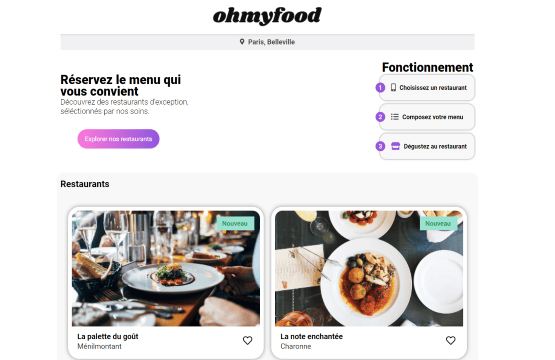 ohmyfood
Paris, Belleville
Réservez le menu qui
vous convient
Découvrez des restaurants d'exception,
séléctionnés par nos soins.
Explorer nos restaurants
Fonctionnement
1 Choisissez un restaurant
2 Composez votre menu
3 Dégustez au restaurant
Restaurants
Nouveau
La palette du goût
Ménilmontant
Nouveau
La note enchantée
Charonne